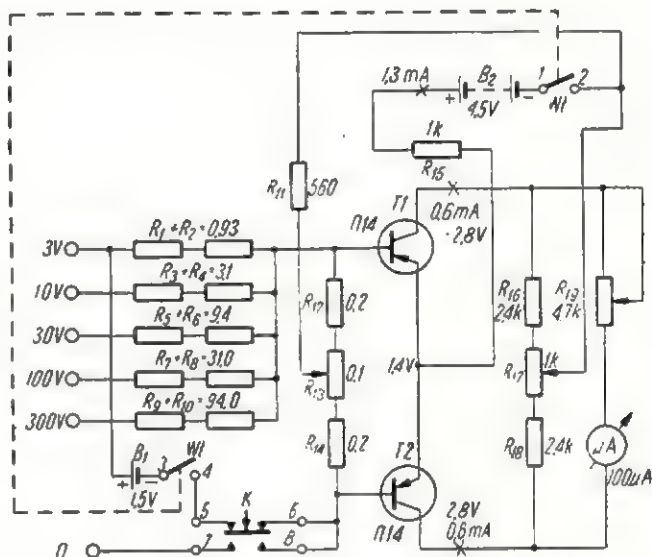 1,3 mA
B2
1
2
4,5V
Wł
1k
R15
R11
560
T1
0,6mA
-2,8V
П14
3V
R1 + R2 = 0,93
10V
R3 + R4 = 3,1
30V
R5 + R6 = 9,4
100V
R7 + R8 = 31,0
300V
R9 + R10 = 94,0
R12
0,2
R13
0,1
R14
0,2
1,4V
R16
2,4k
R19
4,7k
R17
1k
R18
2,4k
μA
100μA
B1
1,5V
3
Wł
4
5
K
6
7
8
0
T2
П14
2,8V
0,6mA